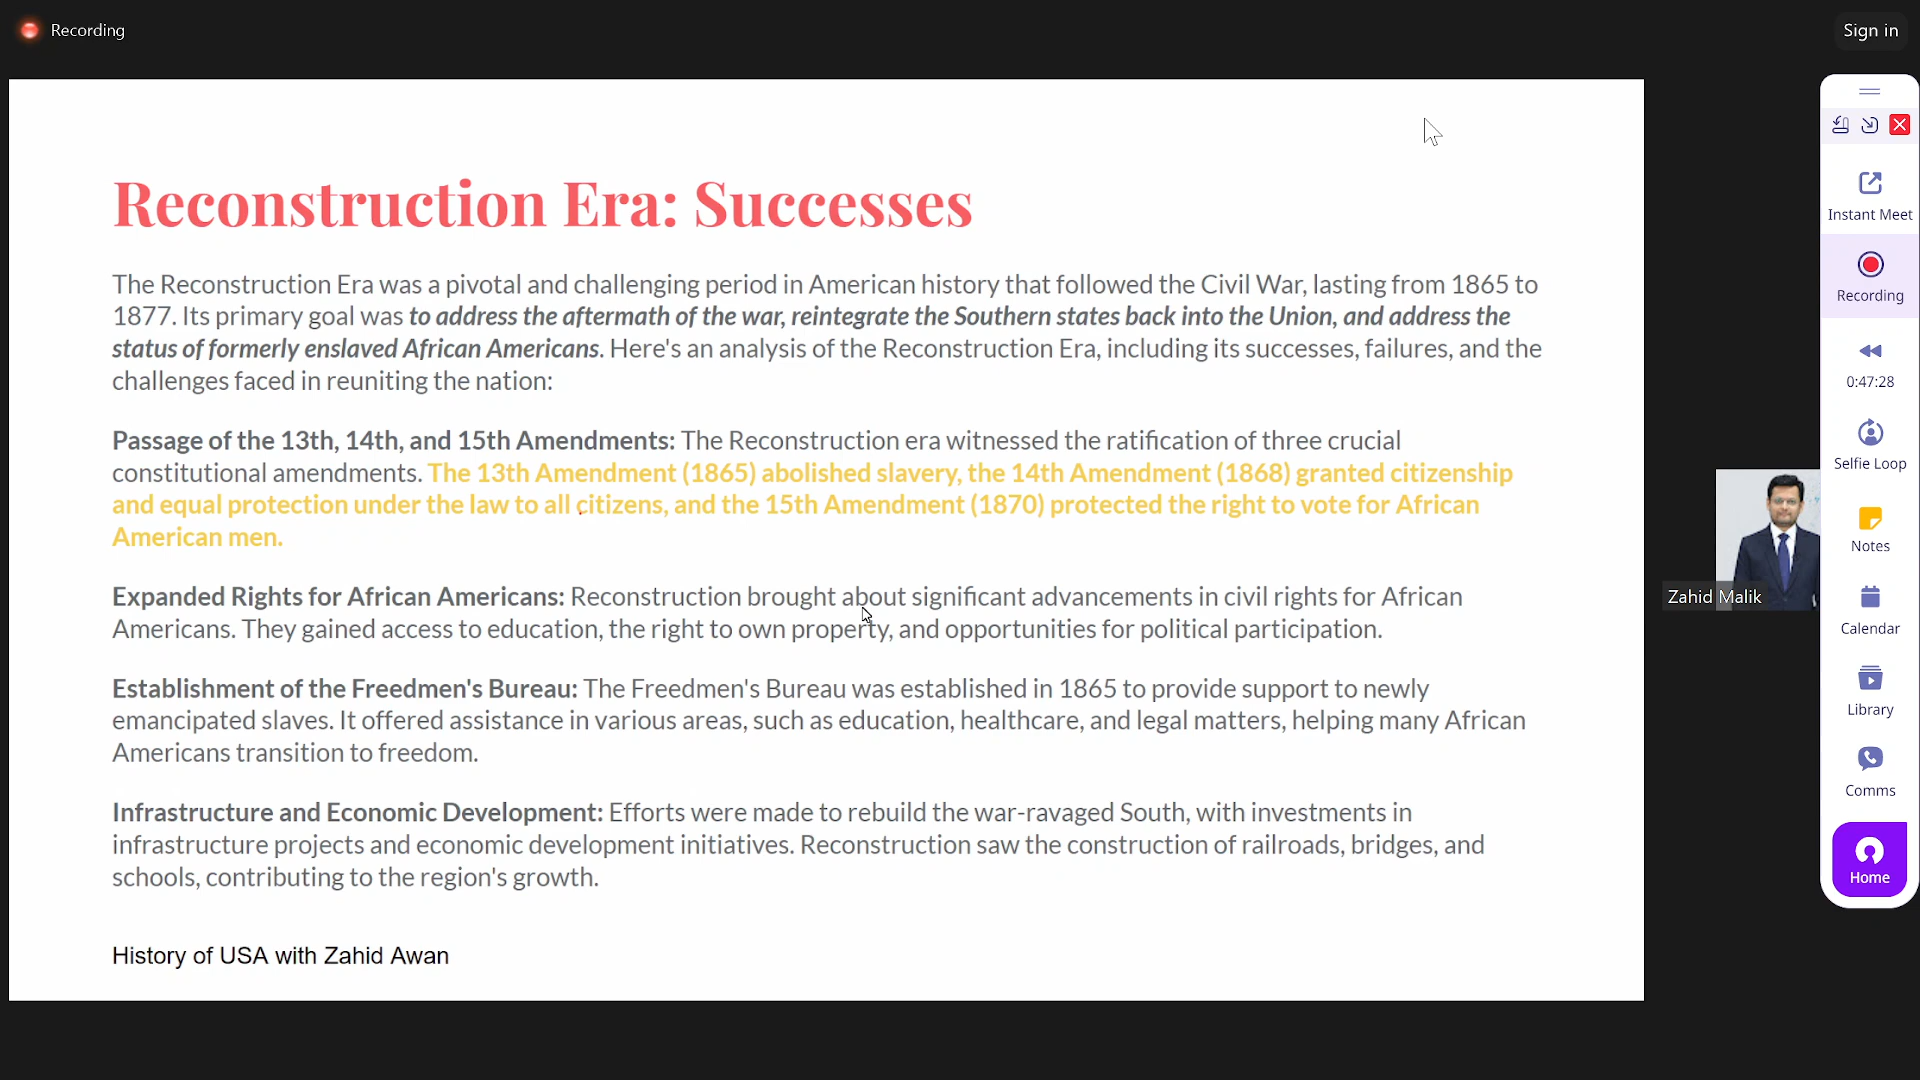 Recording
Sign in
Reconstruction Era: Successes
The Reconstruction Era was a pivotal and challenging period in American history that followed the Civil War, lasting from 1865 to
1877. Its primary goal was to address the aftermath of the war, reintegrate the Southern states back into the Union, and address the
status of formerly enslaved African Americans. Here's an analysis of the Reconstruction Era, including its successes, failures, and the
challenges faced in reuniting the nation:
Passage of the 13th, 14th, and 15th Amendments: The Reconstruction era witnessed the ratification of three crucial
constitutional amendments. The 13th Amendment (1865) abolished slavery, the 14th Amendment (1868) granted citizenship
and equal protection under the law to all citizens, and the 15th Amendment (1870) protected the right to vote for African
American men.
Expanded Rights for African Americans: Reconstruction brought about significant advancements in civil rights for African
Americans. They gained access to education, the right to own property, and opportunities for political participation.
Establishment of the Freedmen's Bureau: The Freedmen's Bureau was established in 1865 to provide support to newly
emancipated slaves. It offered assistance in various areas, such as education, healthcare, and legal matters, helping many African
Americans transition to freedom.
Infrastructure and Economic Development: Efforts were made to rebuild the war-ravaged South, with investments in
infrastructure projects and economic development initiatives. Reconstruction saw the construction of railroads, bridges, and
schools, contributing to the region's growth.
History of USA with Zahid Awan
Zahid Malik
Instant Meet
Recording
0:47:28
Selfie Loop
Notes
Calendar
Library
Comms
Home